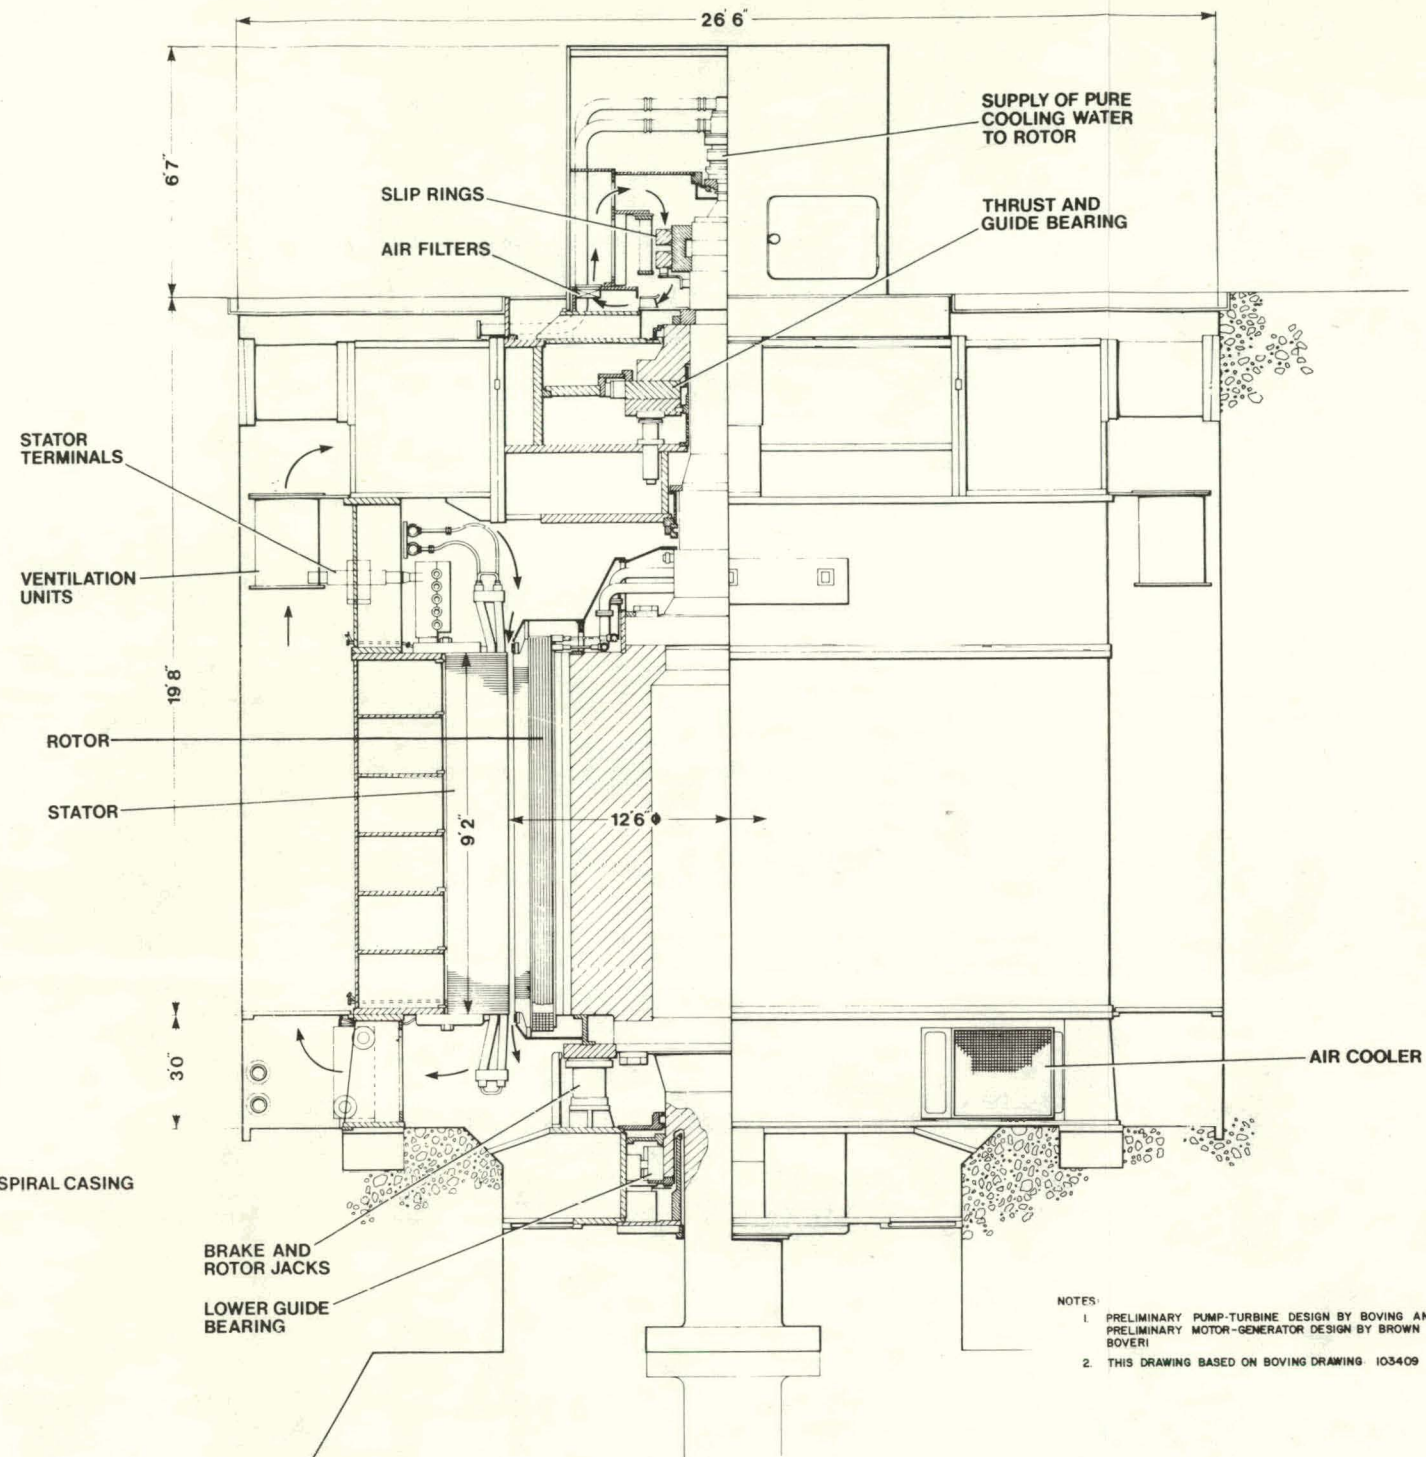 26'6"
6'7"
SUPPLY OF PURE
COOLING WATER
TO ROTOR
SLIP RINGS
THRUST AND
GUIDE BEARING
AIR FILTERS
STATOR
TERMINALS
VENTILATION
UNITS
19'8"
ROTOR
STATOR
9'2"
12'6"ϕ
3'0"
AIR COOLER
SPIRAL CASING
BRAKE AND
ROTOR JACKS
LOWER GUIDE
BEARING
NOTES:
1. PRELIMINARY PUMP-TURBINE DESIGN BY BOVING AN
PRELIMINARY MOTOR-GENERATOR DESIGN BY BROWN
BOVERI
2. THIS DRAWING BASED ON BOVING DRAWING 103409